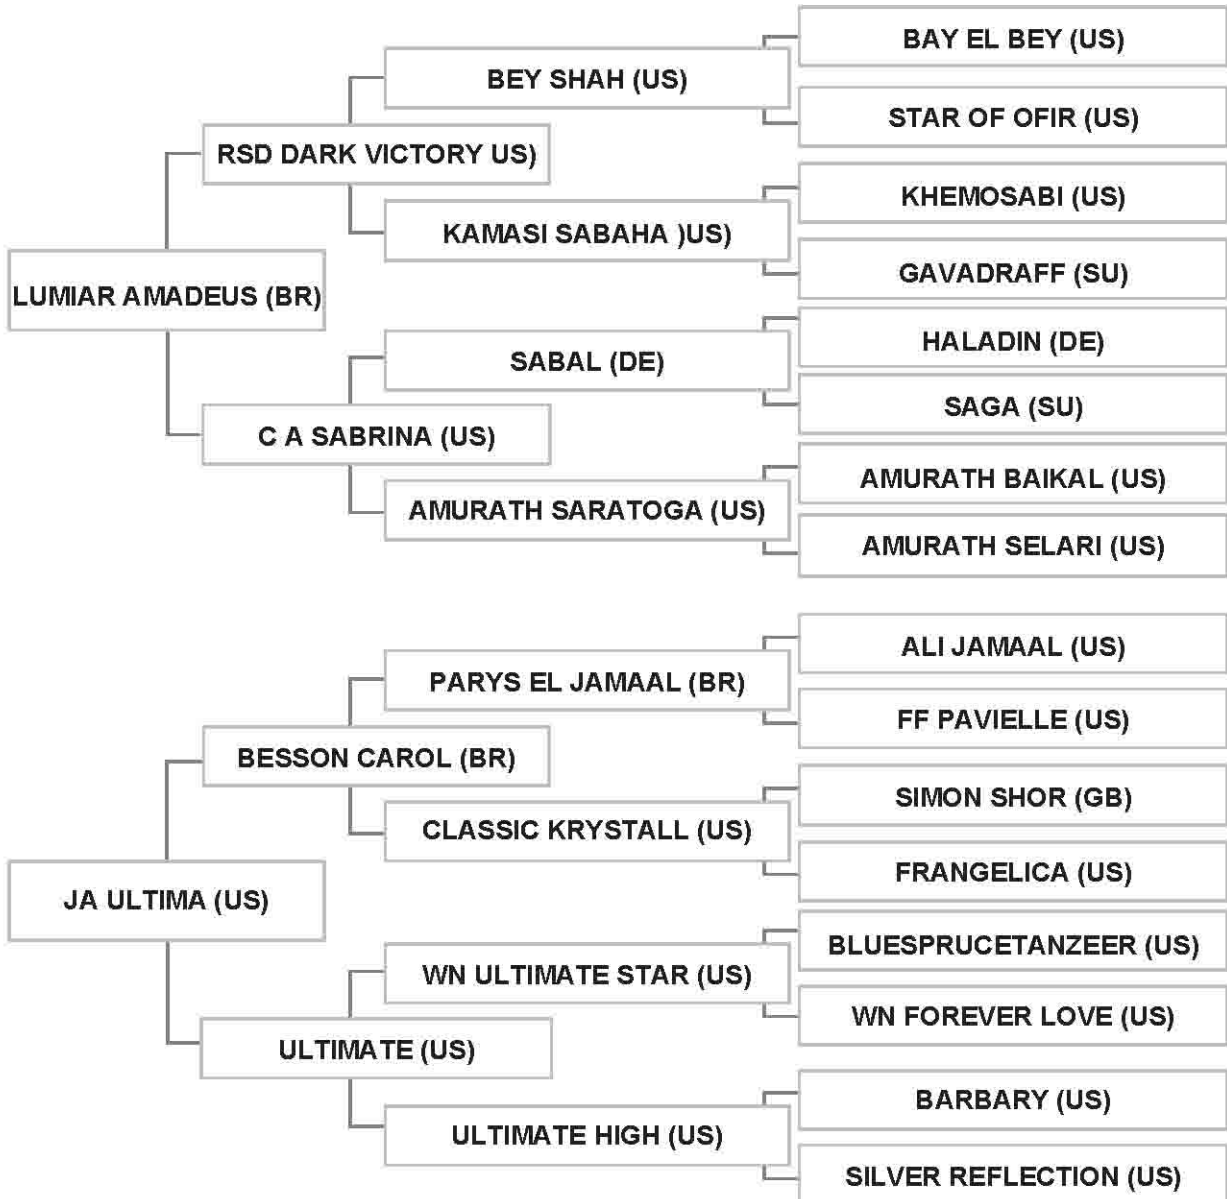 BAY EL BEY (US)
BEY SHAH (US)
STAR OF OFIR (US)
RSD DARK VICTORY US)
KHEMOSABI (US)
KAMASI SABAHA )US)
GAVADRAFF (SU)
LUMIAR AMADEUS (BR)
HALADIN (DE)
SABAL (DE)
SAGA (SU)
C A SABRINA (US)
AMURATH BAIKAL (US)
AMURATH SARATOGA (US)
AMURATH SELARI (US)
ALI JAMAAL (US)
PARYS EL JAMAAL (BR)
FF PAVIELLE (US)
BESSON CAROL (BR)
SIMON SHOR (GB)
CLASSIC KRYSTALL (US)
FRANGELICA (US)
JA ULTIMA (US)
BLUESPRUCETANZEER (US)
WN ULTIMATE STAR (US)
WN FOREVER LOVE (US)
ULTIMATE (US)
BARBARY (US)
ULTIMATE HIGH (US)
SILVER REFLECTION (US)